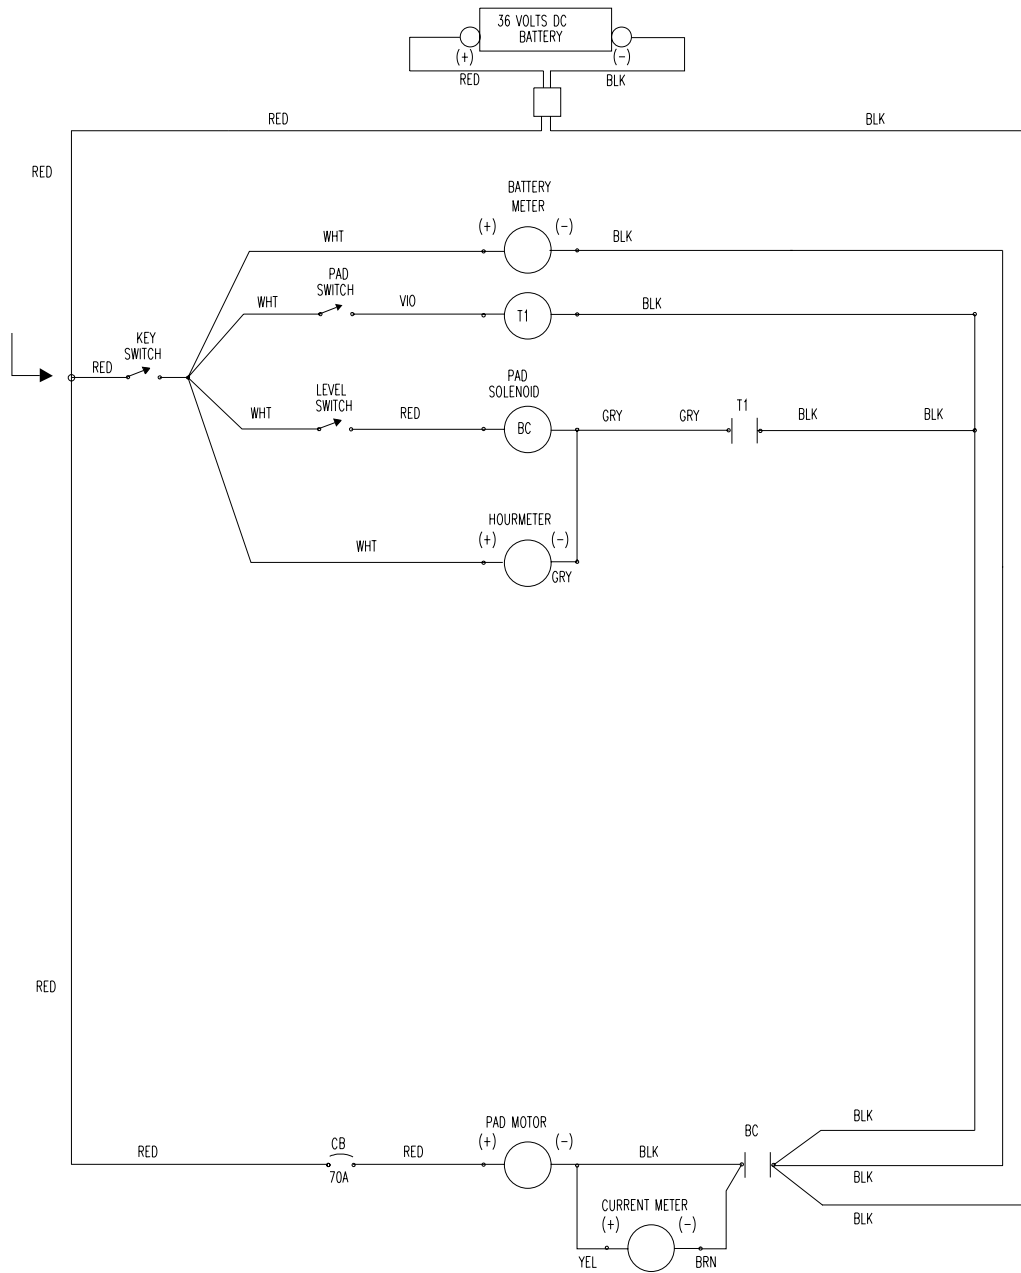 36 VOLTS DC
BATTERY
(+) (-)
RED BLK
RED BLK
RED
BATTERY
METER
(+) (-)
WHT BLK
PAD
SWITCH
WHT VIO T1 BLK
KEY
SWITCH
RED
LEVEL
SWITCH
PAD
SOLENOID
WHT RED BC GRY GRY T1 BLK BLK
HOURMETER
(+) (-)
WHT GRY
RED
BLK
PAD MOTOR
(+) (-)
BC
RED CB RED BLK
70A
BLK
CURRENT METER
(+) (-)
BLK
YEL BRN